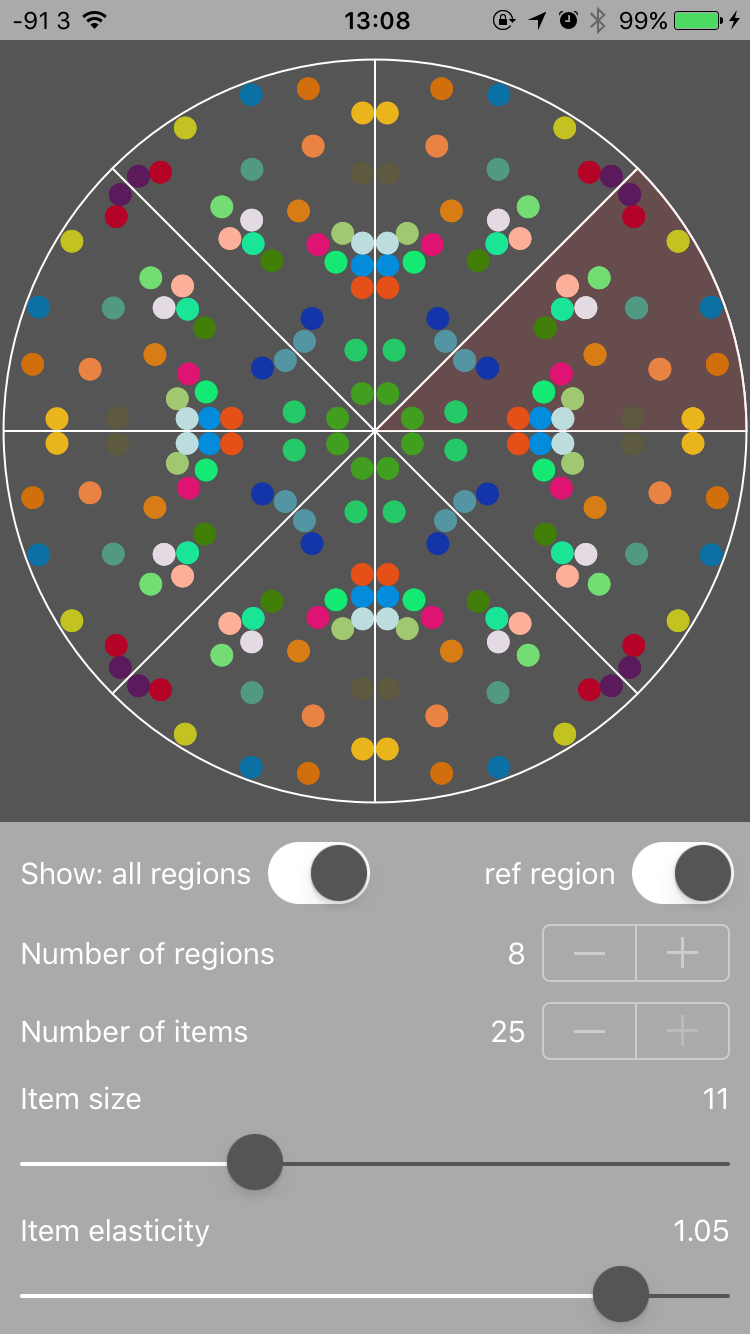 -91 3 13:08 99%
Show: all regions ref region
Number of regions 8
Number of items 25
Item size 11
Item elasticity 1.05